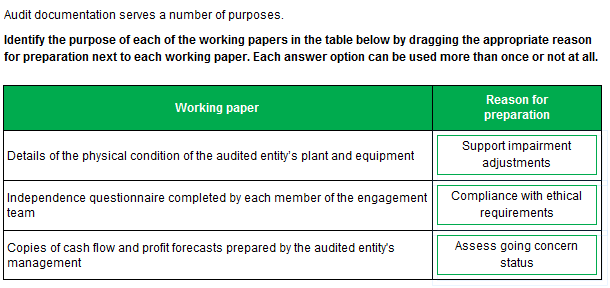 Audit documentation serves a number of purposes.
Identify the purpose of each of the working papers in the table below by dragging the appropriate reason
for preparation next to each working paper. Each answer option can be used more than once or not at all.
Working paper
Reason for
preparation
Details of the physical condition of the audited entity's plant and equipment
Support impairment
adjustments
Independence questionnaire completed by each member of the engagement
team
Compliance with ethical
requirements
Copies of cash flow and profit forecasts prepared by the audited entity's
management
Assess going concern
status